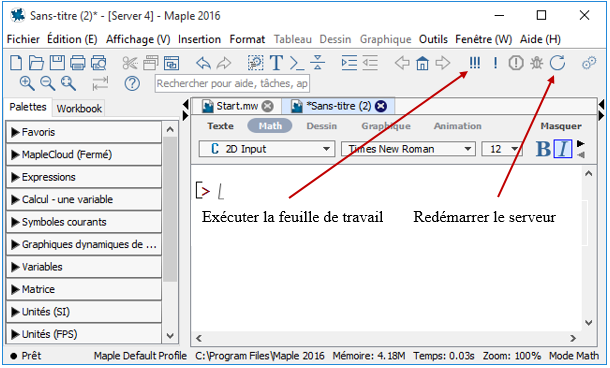 Sans-titre (2)* - [Server 4] - Maple 2016
Fichier Édition (E) Affichage (V) Insertion Format Tableau Dessin Graphique Outils Fenêtre (W) Aide (H)
!!! !
Rechercher pour aide, tâches, ap
Palettes Workbook
Start.mw *Sans-titre (2)
Texte Math Dessin Graphique Animation Masquer
C 2D Input Times New Roman 12 B I
Favoris
MapleCloud (Fermé)
Expressions
Calcul - une variable
Symboles courants
Graphiques dynamiques de ...
Variables
Matrice
Unités (SI)
Unités (FPS)
[>
Exécuter la feuille de travail Redémarrer le serveur
Prêt Maple Default Profile C:\Program Files\Maple 2016 Mémoire: 4.18M Temps: 0.03s Zoom: 100% Mode Math